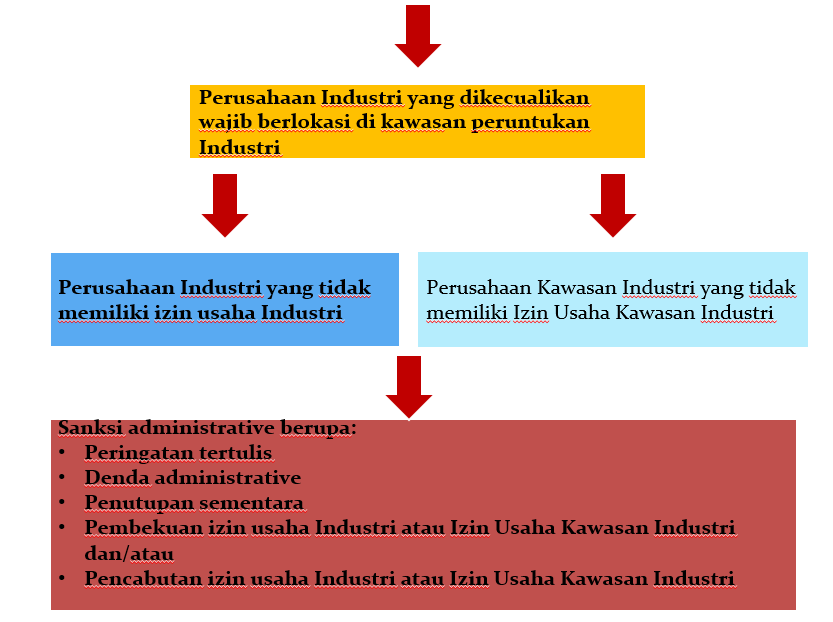 Perusahaan Industri yang dikecualikan
wajib berlokasi di kawasan peruntukan
Industri
Perusahaan Industri yang tidak
memiliki izin usaha Industri
Perusahaan Kawasan Industri yang tidak
memiliki Izin Usaha Kawasan Industri
Sanksi administrative berupa:
• Peringatan tertulis
• Denda administrative
• Penutupan sementara
• Pembekuan izin usaha Industri atau Izin Usaha Kawasan Industri
dan/atau
• Pencabutan izin usaha Industri atau Izin Usaha Kawasan Industri